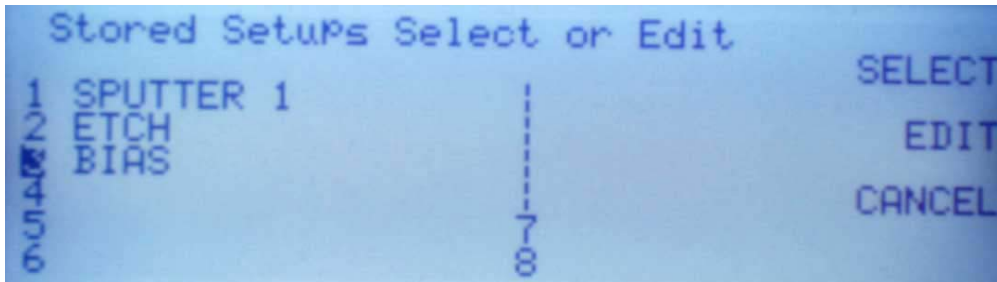 Stored Setups Select or Edit
SELECT
1 SPUTTER 1
2 ETCH
EDIT
3 BIAS
4
CANCEL
5 7
6 8